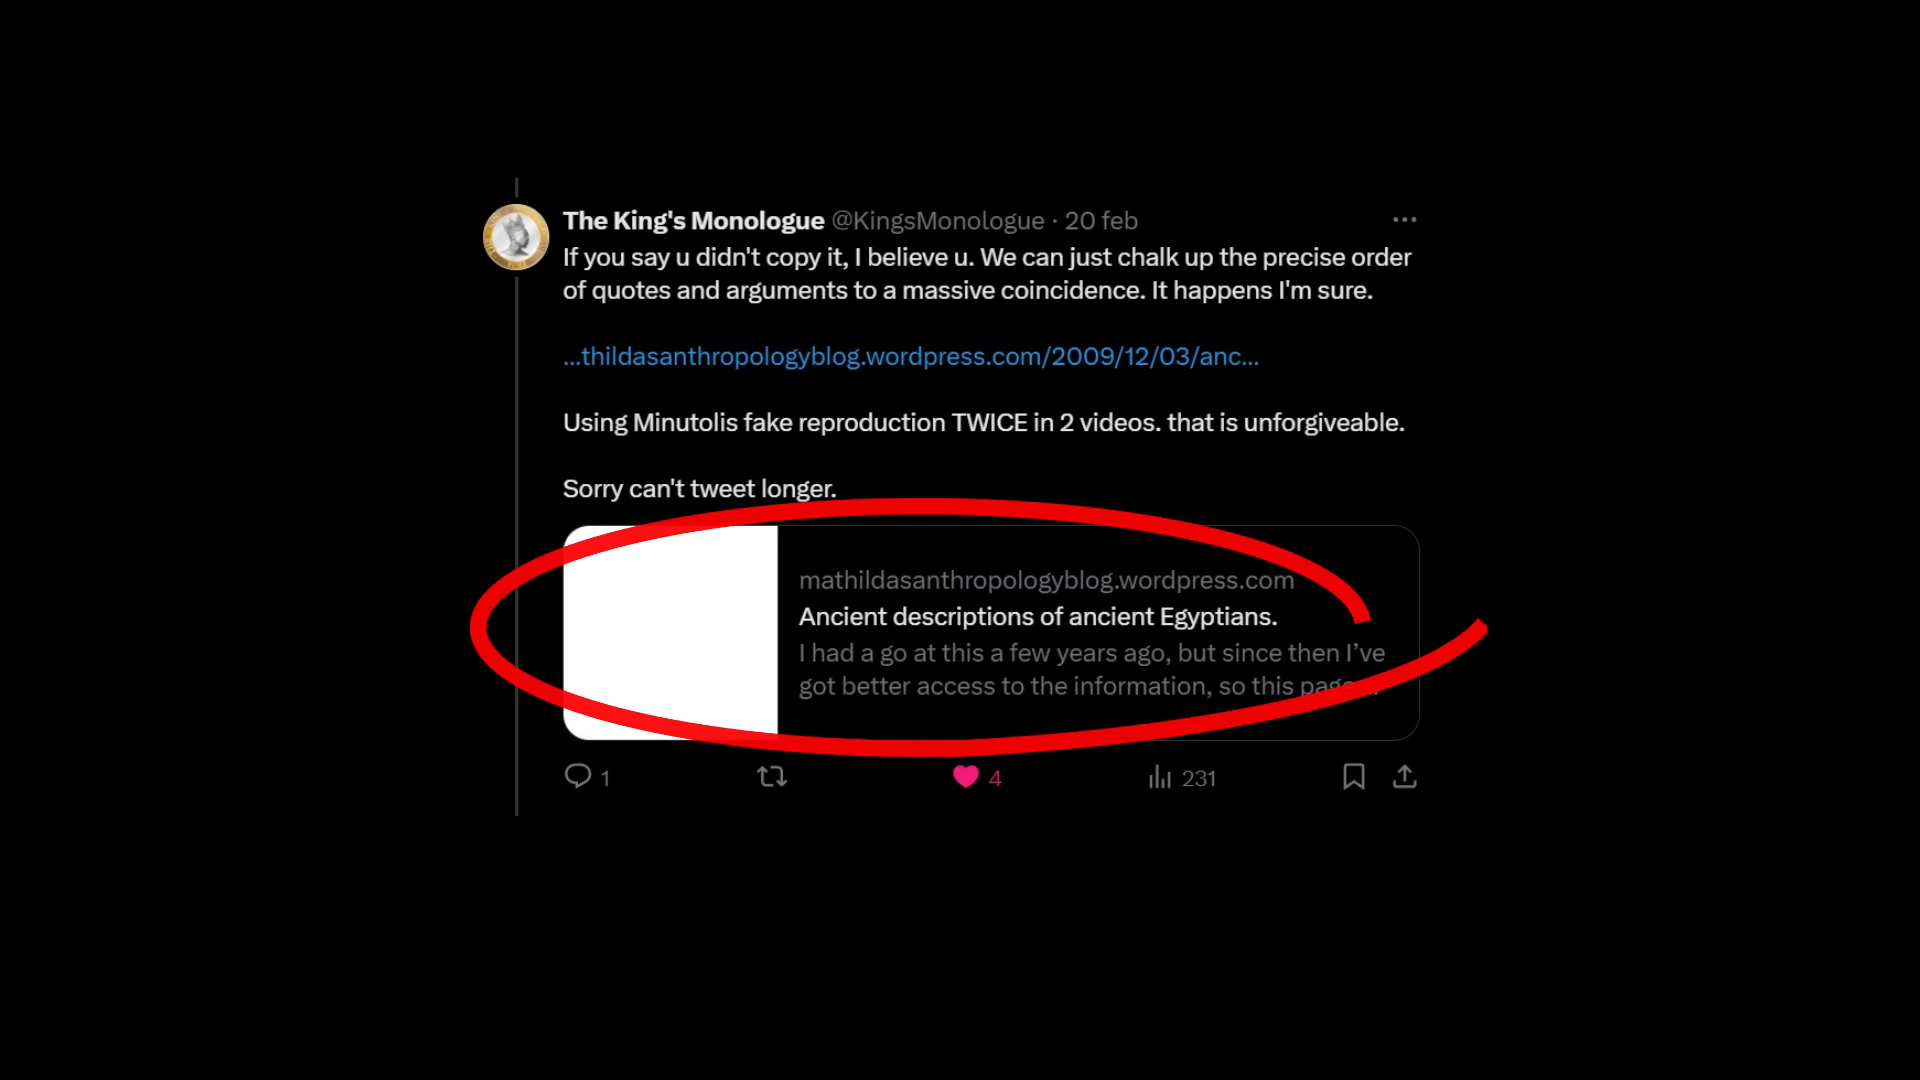 The King's Monologue @KingsMonologue · 20 feb
If you say u didn't copy it, I believe u. We can just chalk up the precise order
of quotes and arguments to a massive coincidence. It happens I'm sure.
...thildasanthropologyblog.wordpress.com/2009/12/03/anc...
Using Minutolis fake reproduction TWICE in 2 videos. that is unforgiveable.
Sorry can't tweet longer.
mathildasanthropologyblog.wordpress.com
Ancient descriptions of ancient Egyptians.
I had a go at this a few years ago, but since then I’ve
got better access to the information, so this page...
1 4 231